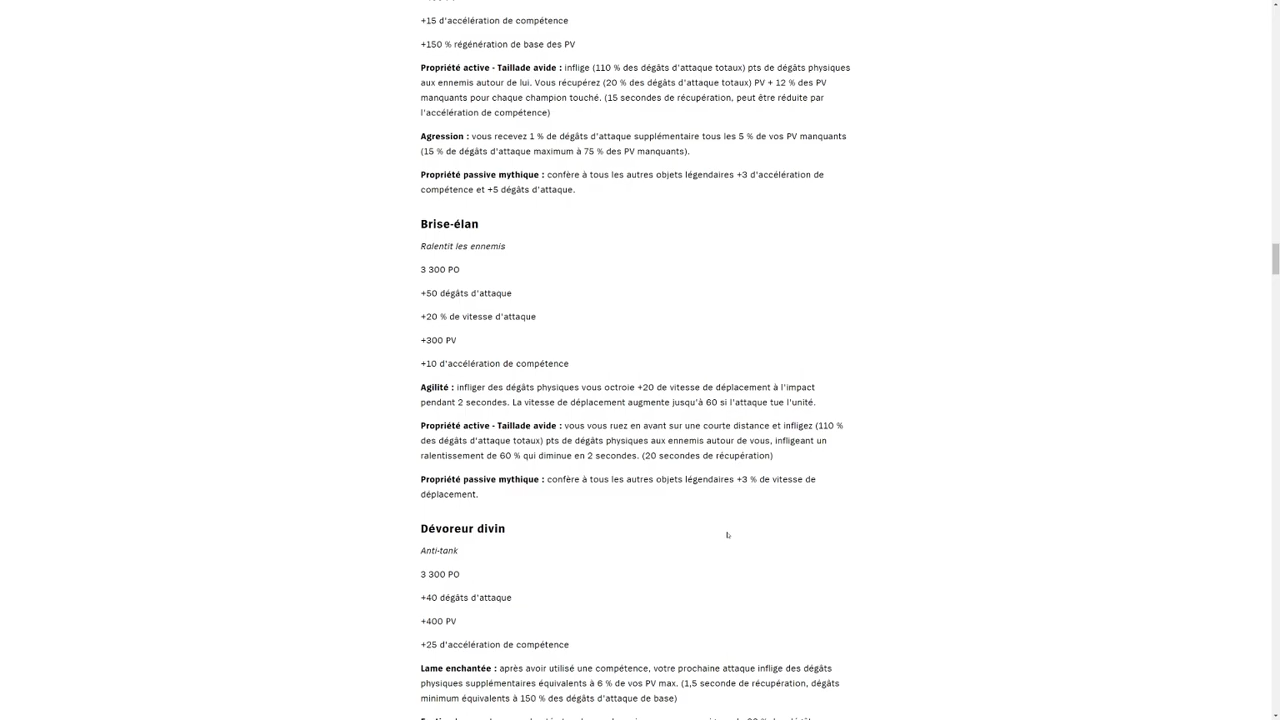 +15 d'accélération de compétence
+150 % régénération de base des PV
Propriété active - Taillade avide : inflige (110 % des dégâts d'attaque totaux) pts de dégâts physiques
aux ennemis autour de lui. Vous récupérez (20 % des dégâts d'attaque totaux) PV + 12 % des PV
manquants pour chaque champion touché. (15 secondes de récupération, peut être réduite par
l'accélération de compétence)
Agression : vous recevez 1 % de dégâts d'attaque supplémentaire tous les 5 % de vos PV manquants
(15 % de dégâts d'attaque maximum à 75 % des PV manquants).
Propriété passive mythique : confère à tous les autres objets légendaires +3 d'accélération de
compétence et +5 dégâts d'attaque.
Brise-élan
Ralentit les ennemis
3 300 PO
+50 dégâts d'attaque
+20 % de vitesse d'attaque
+300 PV
+10 d'accélération de compétence
Agilité : infliger des dégâts physiques vous octroie +20 de vitesse de déplacement à l'impact
pendant 2 secondes. La vitesse de déplacement augmente jusqu'à 60 si l'attaque tue l'unité.
Propriété active - Taillade avide : vous vous ruez en avant sur une courte distance et infligez (110 %
des dégâts d'attaque totaux) pts de dégâts physiques aux ennemis autour de vous, infligeant un
ralentissement de 60 % qui diminue en 2 secondes. (20 secondes de récupération)
Propriété passive mythique : confère à tous les autres objets légendaires +3 % de vitesse de
déplacement.
Dévoreur divin
Anti-tank
3 300 PO
+40 dégâts d'attaque
+400 PV
+25 d'accélération de compétence
Lame enchantée : après avoir utilisé une compétence, votre prochaine attaque inflige des dégâts
physiques supplémentaires équivalents à 6 % de vos PV max. (1,5 seconde de récupération, dégâts
minimum équivalents à 150 % des dégâts d'attaque de base)